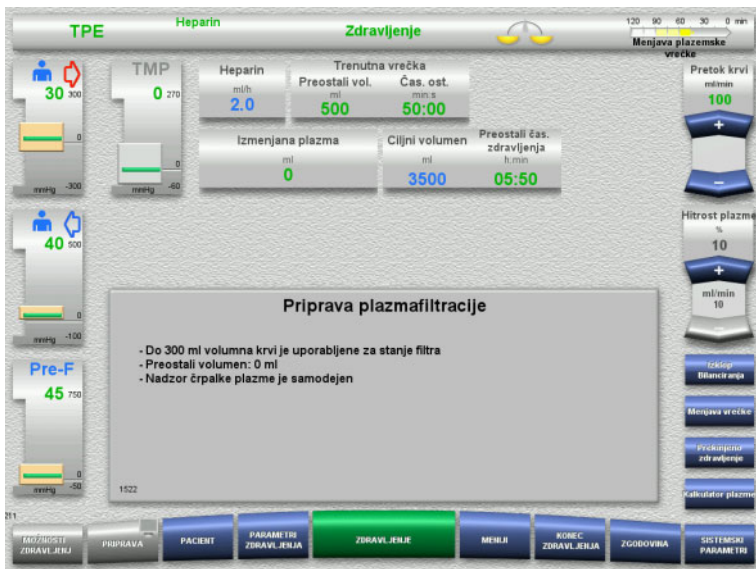 TPE
Heparin
Zdravljenje
120 90 60 30 0 min
Menjava plazemske
vrečke
30 300
0
mmHg -300
TMP
0 270
0
mmHg -60
Heparin
ml/h
2.0
Trenutna vrečka
Preostali vol. Čas. ost.
ml min:s
500 50:00
Izmenjana plazma
ml
0
Ciljni volumen
ml
3500
Preostali čas.
zdravljenja
h:min
05:50
Pretok krvi
ml/min
100
+
−
40 500
0
mmHg -100
Hitrost plazme
%
10
+
ml/min
10
−
Pre-F
45 750
0
mmHg -50
Priprava plazmafiltracije
- Do 300 ml volumna krvi je uporabljene za stanje filtra
- Preostali volumen: 0 ml
- Nadzor črpalke plazme je samodejen
1522
Izklop
Bilanciranja
Menjava vrečke
Prekinjeno
zdravljenje
Kalkulator plazme
211
MOŽNOSTI
ZDRAVLJENJ
PRIPRAVA
PACIENT
PARAMETRI
ZDRAVLJENJA
ZDRAVLJENJE
MENIJI
KONEC
ZDRAVLJENJA
ZGODOVINA
SISTEMSKI
PARAMETRI